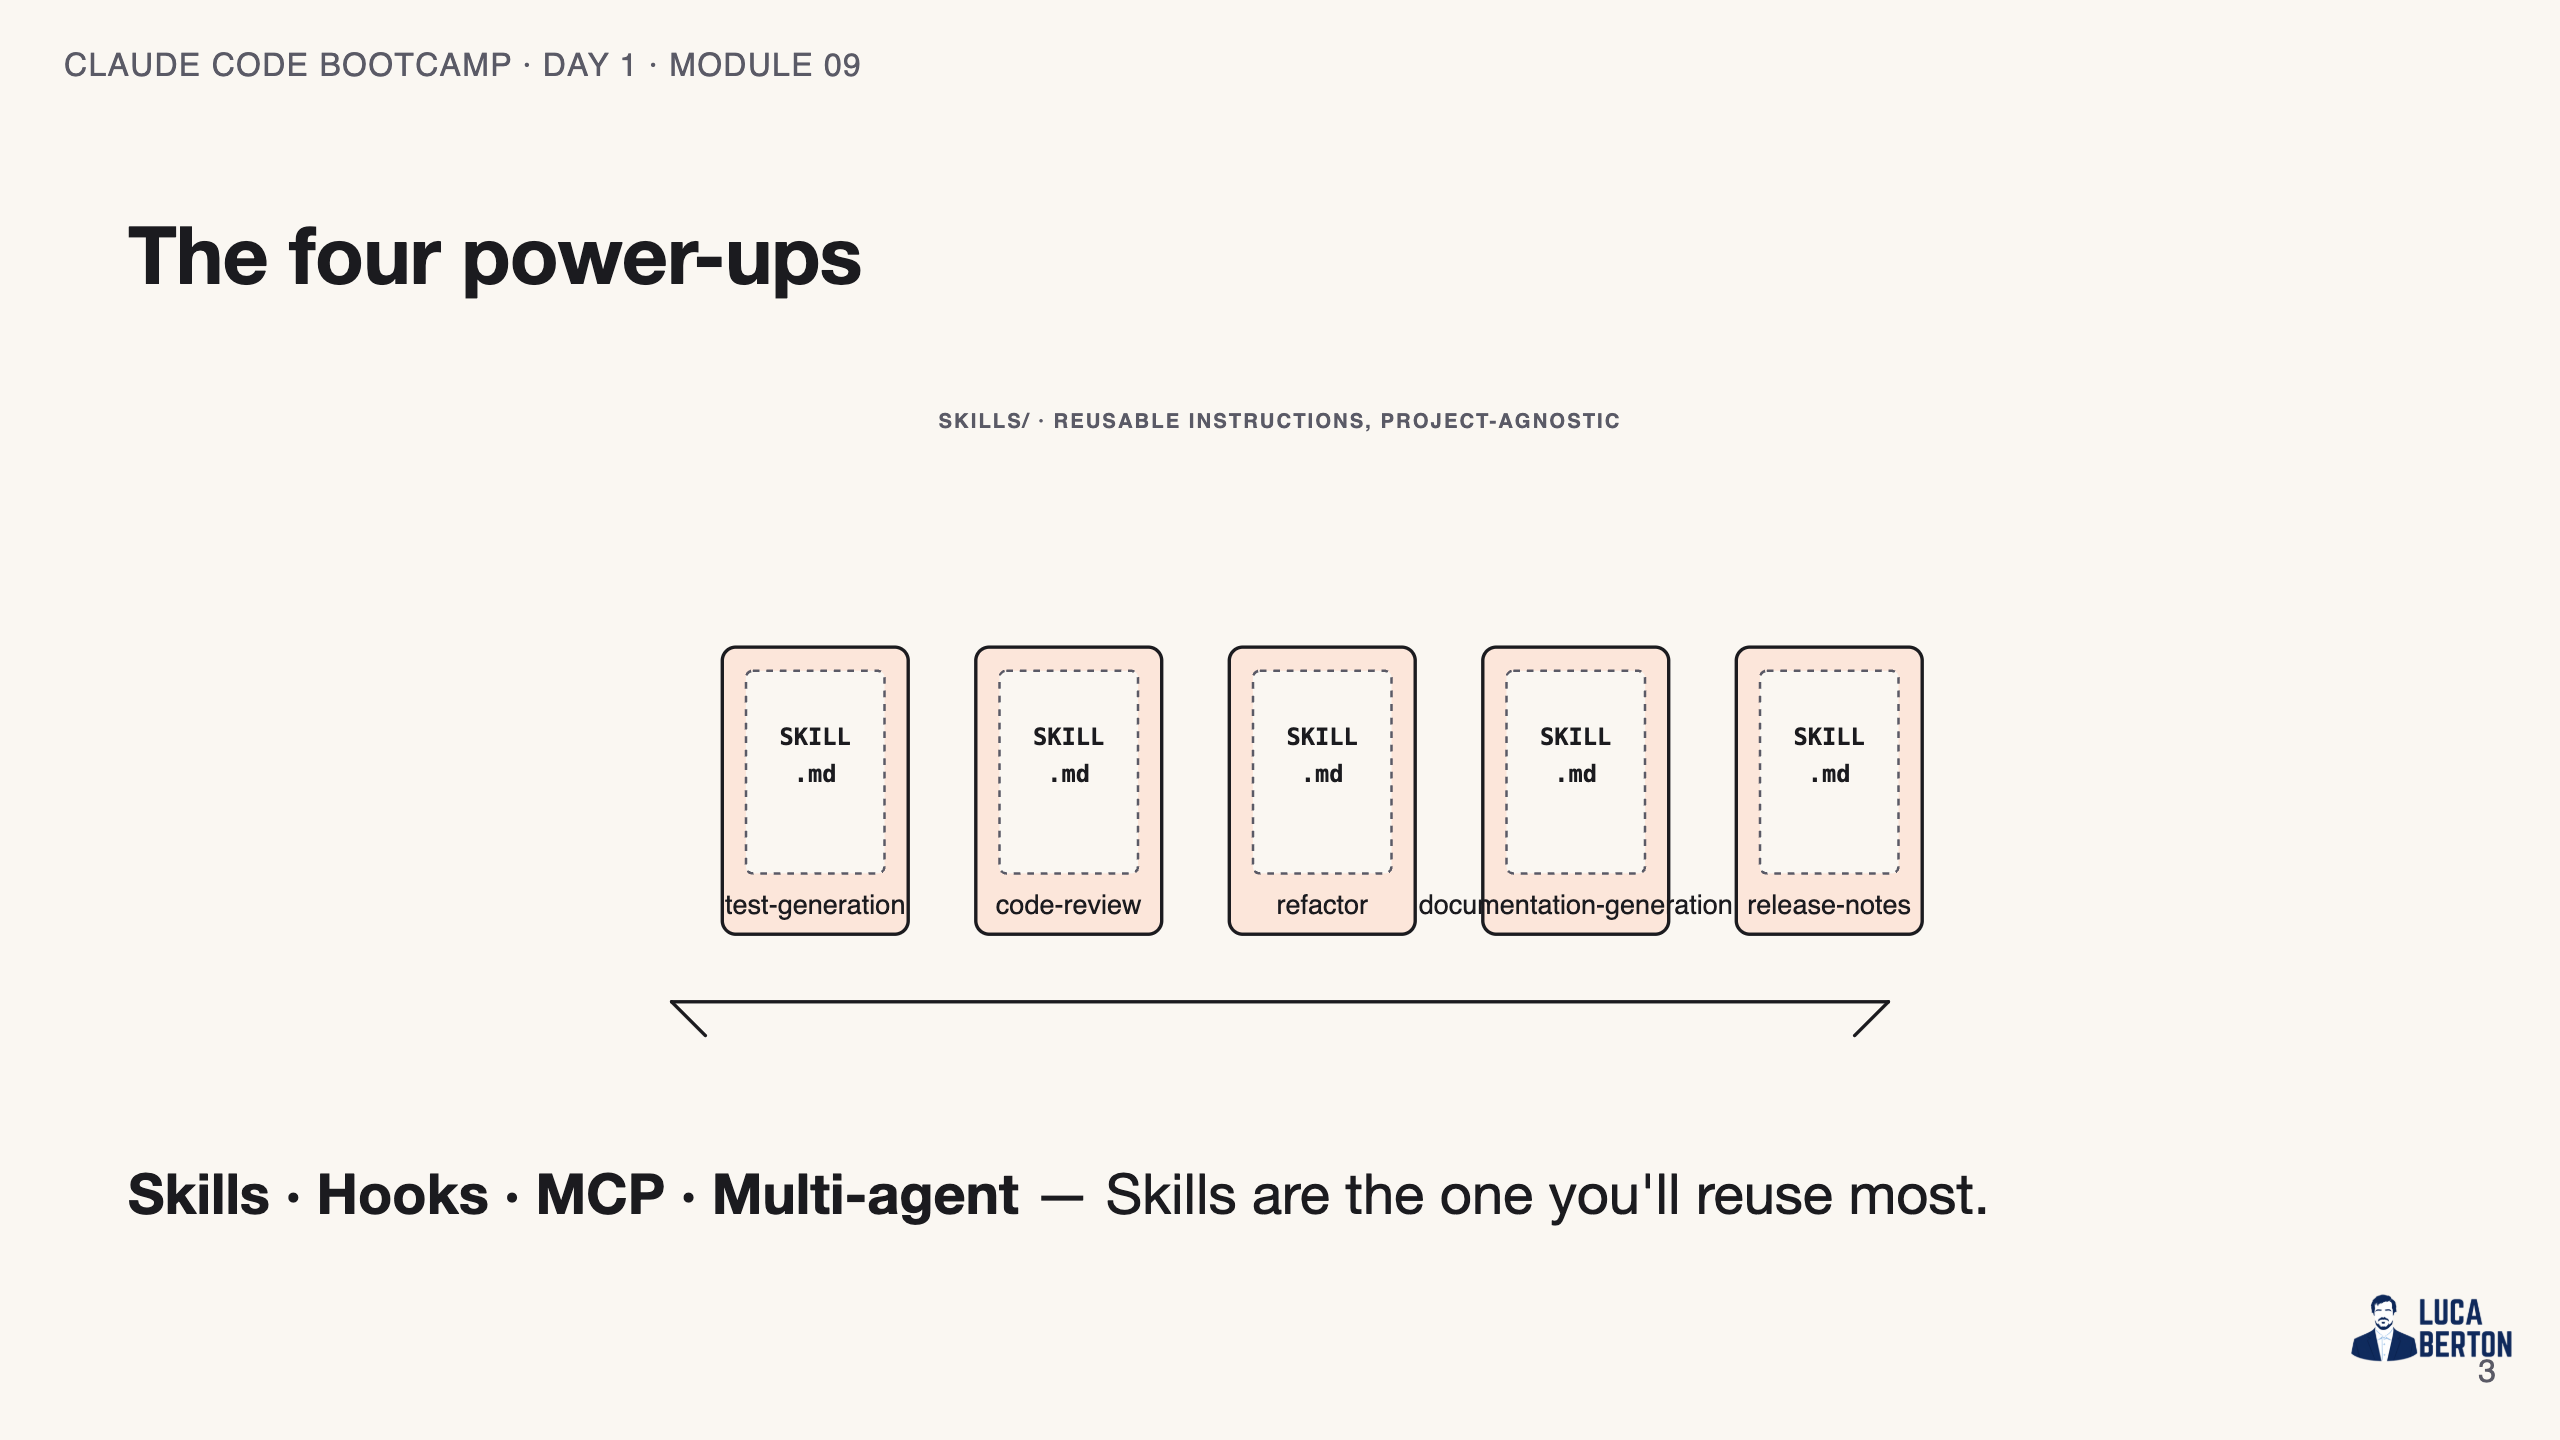 CLAUDE CODE BOOTCAMP · DAY 1 · MODULE 09
The four power-ups
SKILLS/ · REUSABLE INSTRUCTIONS, PROJECT-AGNOSTIC
SKILL
.md
test-generation
SKILL
.md
code-review
SKILL
.md
refactor
SKILL
.md
documentation-generation
SKILL
.md
release-notes
Skills · Hooks · MCP · Multi-agent — Skills are the one you'll reuse most.
LUCA
BERTON
3